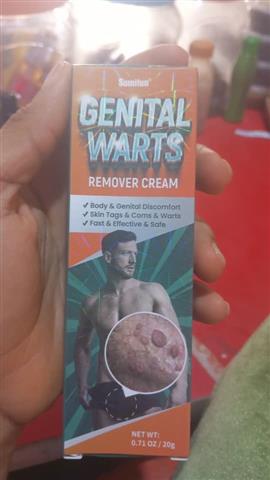 Sumifun®
GENITAL
WARTS
REMOVER CREAM
✓ Body & Genital Discomfort
✓ Skin Tags & Corns & Warts
✓ Fast & Effective & Safe
NET WT:
0.71 OZ / 20g